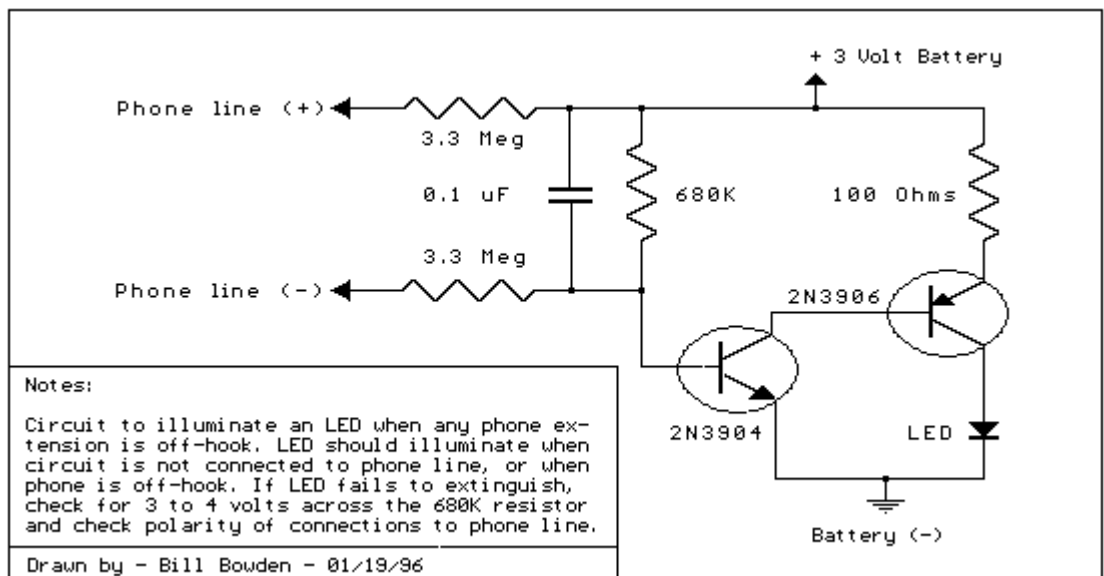 + 3 Volt Battery
Phone line (+)
3.3 Meg
0.1 uF
680K
100 Ohms
3.3 Meg
Phone line (-)
2N3906
2N3904
LED
Battery (-)
Notes:
Circuit to illuminate an LED when any phone ex-
tension is off-hook. LED should illuminate when
circuit is not connected to phone line, or when
phone is off-hook. If LED fails to extinguish,
check for 3 to 4 volts across the 680K resistor
and check polarity of connections to phone line.
Drawn by - Bill Bowden - 01/19/96